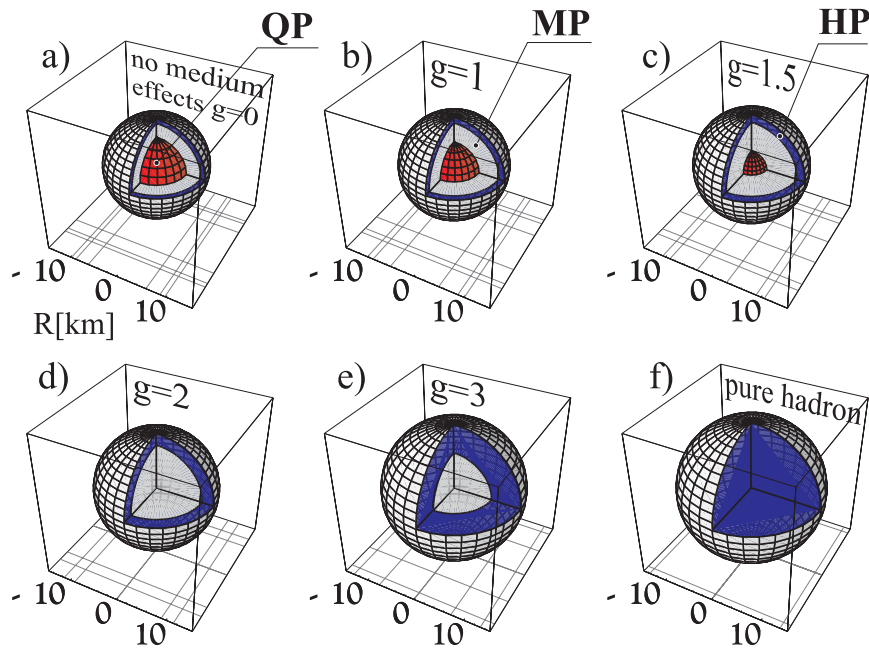 QP
MP
HP
a)
no medium
effects g=0
b)
g=1
c)
g=1.5
- 10
0
10
R[km]
- 10
0
10
- 10
0
10
d)
g=2
e)
g=3
f)
pure hadron
- 10
0
10
- 10
0
10
- 10
0
10